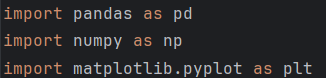 import pandas as pd
import numpy as np
import matplotlib.pyplot as plt